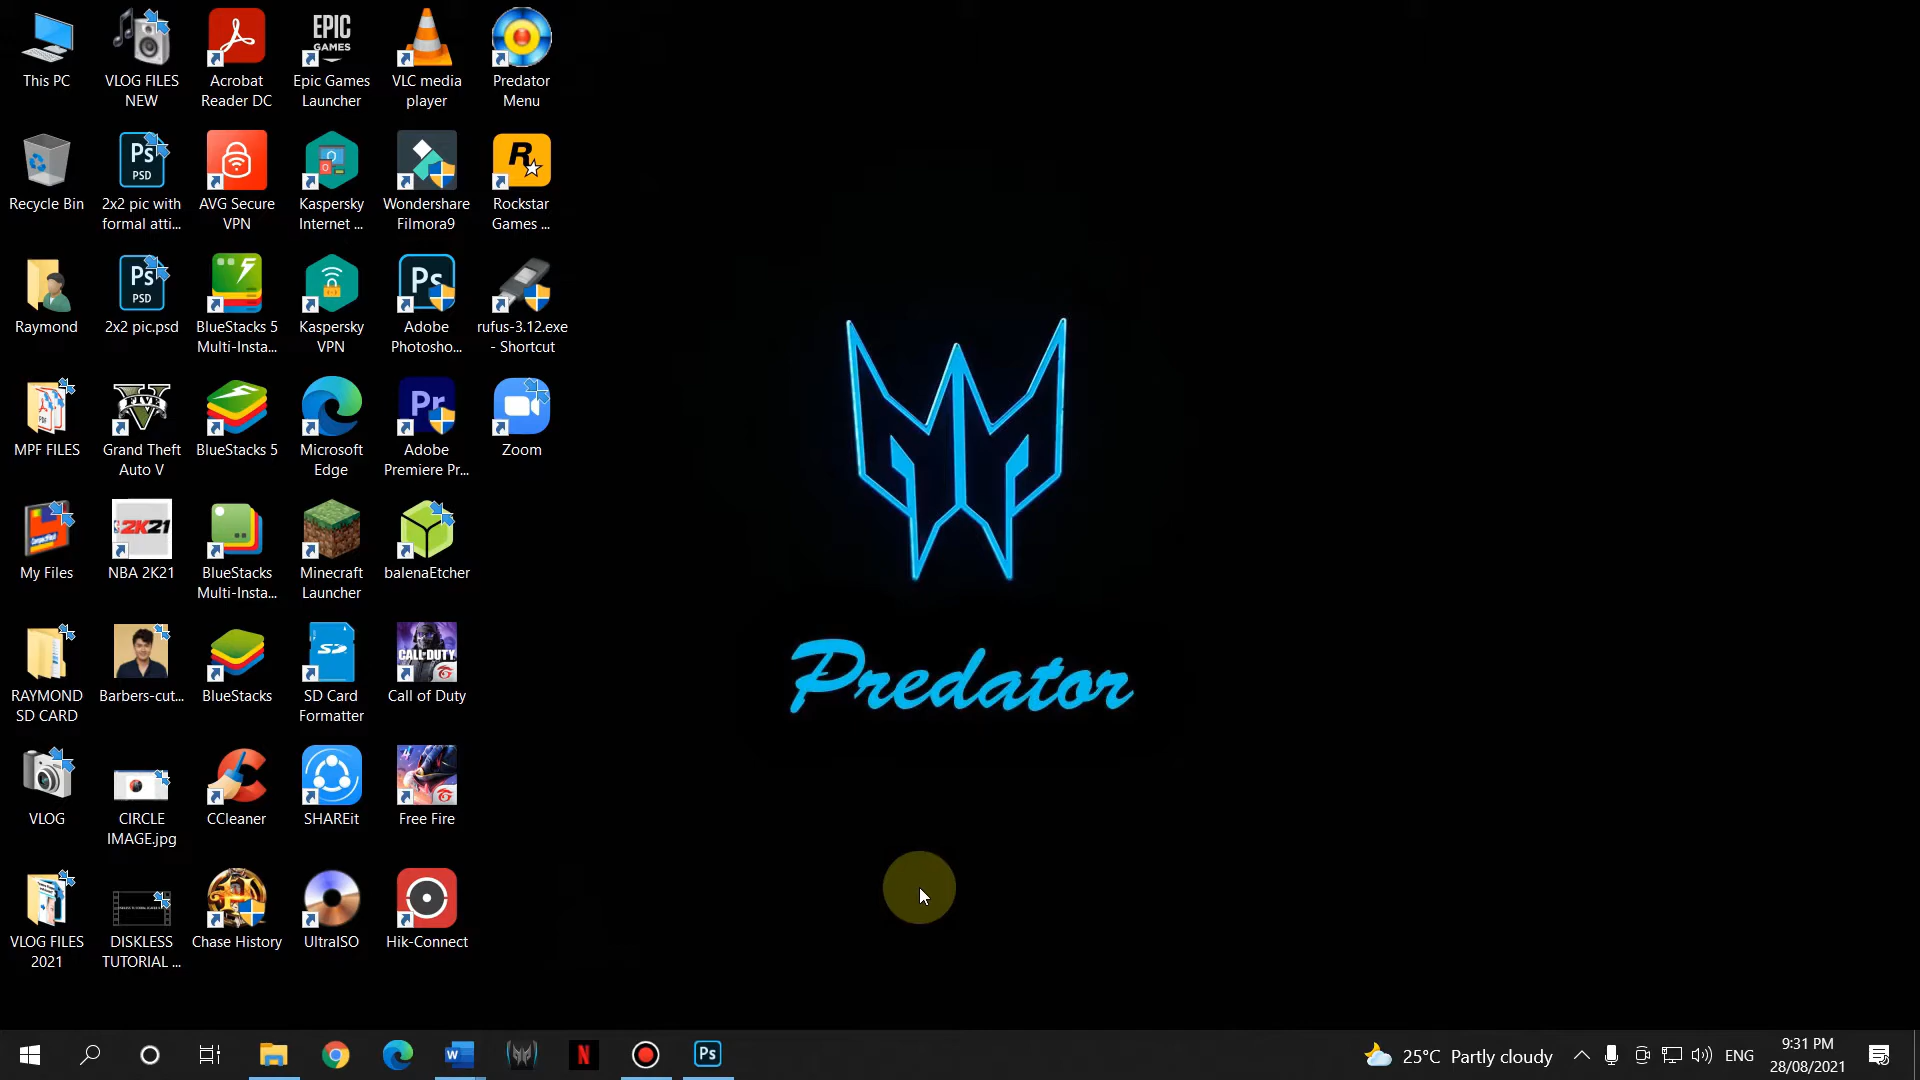 This PC
VLOG FILES
NEW
Acrobat
Reader DC
EPIC
GAMES
Epic Games
Launcher
VLC media
player
Predator
Menu
Recycle Bin
Ps
PSD
2x2 pic with
formal atti...
AVG Secure
VPN
Kaspersky
Internet ...
Wondershare
Filmora9
R
Rockstar
Games ...
Raymond
Ps
PSD
2x2 pic.psd
BlueStacks 5
Multi-Insta...
Kaspersky
VPN
Ps
Adobe
Photosho...
rufus-3.12.exe
- Shortcut
MPF FILES
V
FIVE
Grand Theft
Auto V
BlueStacks 5
Microsoft
Edge
Pr
Adobe
Premiere Pr...
Zoom
My Files
2K21
NBA 2K21
BlueStacks
Multi-Insta...
Minecraft
Launcher
balenaEtcher
RAYMOND
SD CARD
Barbers-cut...
BlueStacks
SD
SD Card
Formatter
CALL OF DUTY
Call of Duty
VLOG
CIRCLE
IMAGE.jpg
CCleaner
SHAREit
Free Fire
VLOG FILES
2021
DISKLESS
TUTORIAL ...
Chase History
UltraISO
Hik-Connect
Predator
W
N
Ps
25°C Partly cloudy
ENG
9:31 PM
28/08/2021